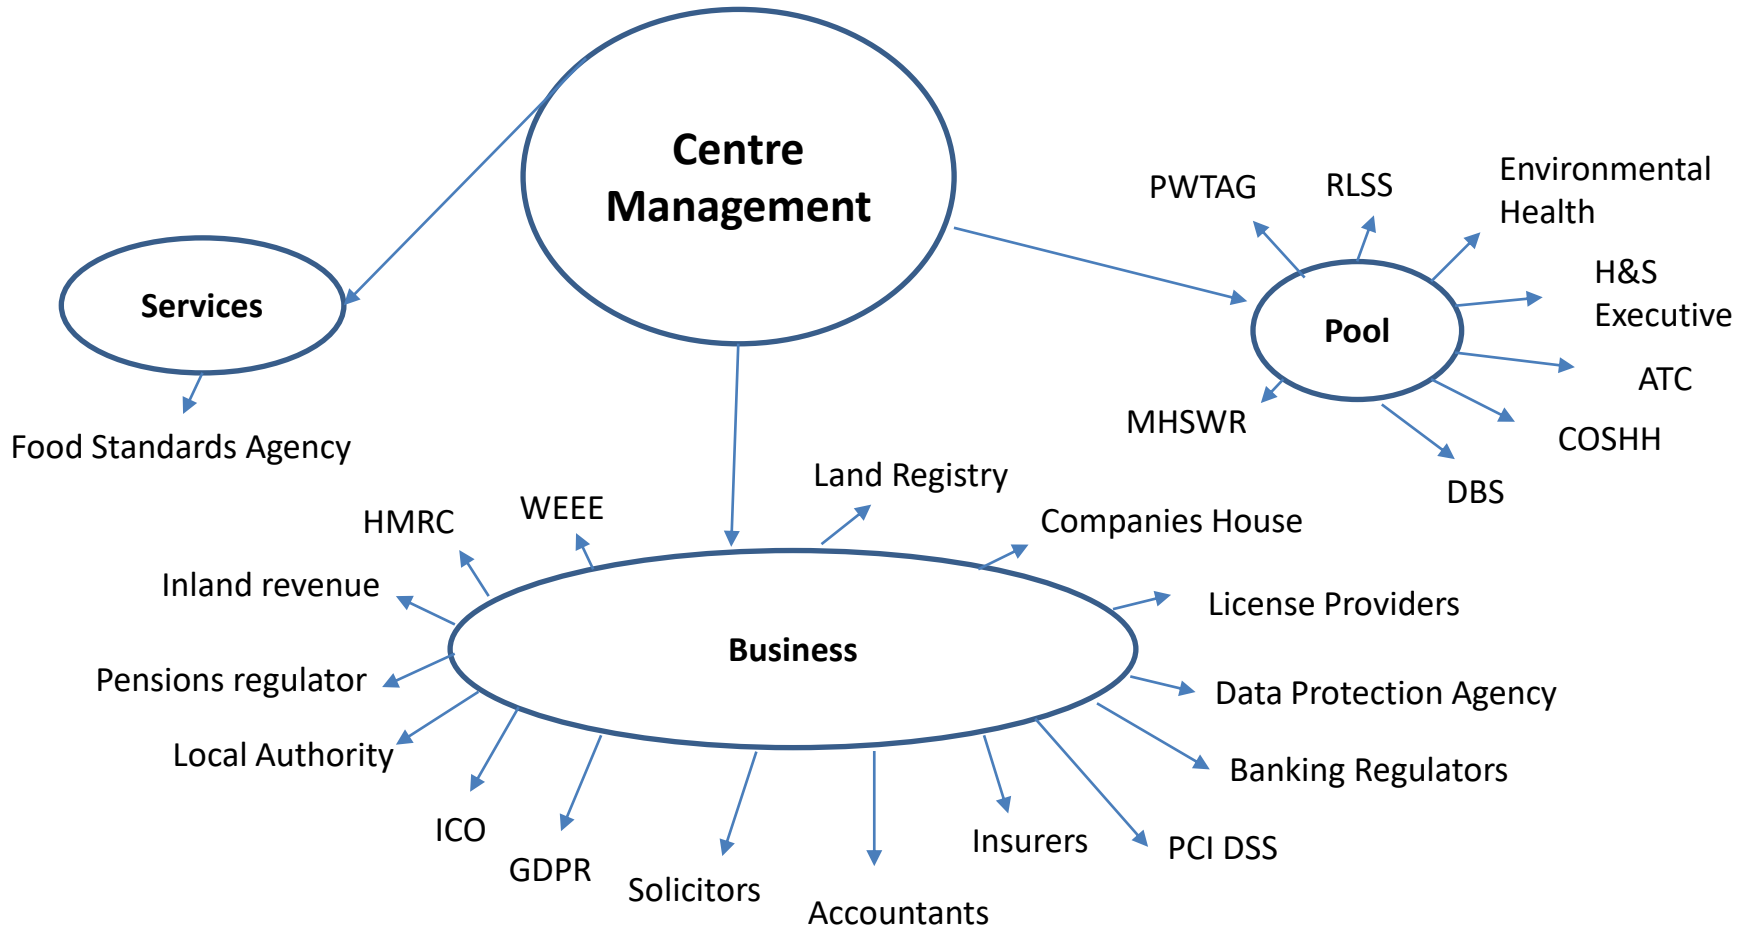 Centre
Management
Services
Food Standards Agency
PWTAG
RLSS
Environmental
Health
H&S
Executive
Pool
ATC
MHSWR
COSHH
DBS
Land Registry
WEEE
HMRC
Companies House
Inland revenue
License Providers
Business
Pensions regulator
Data Protection Agency
Local Authority
Banking Regulators
ICO
Insurers
PCI DSS
GDPR
Solicitors
Accountants